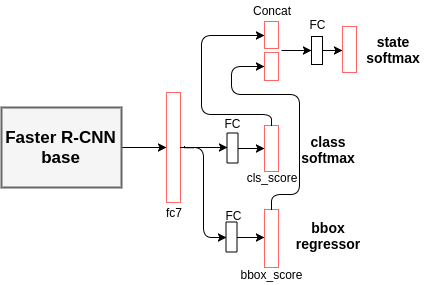 Concat
FC
state
softmax
Faster R-CNN
base
FC
class
softmax
cls_score
fc7
FC
bbox
regressor
bbox_score